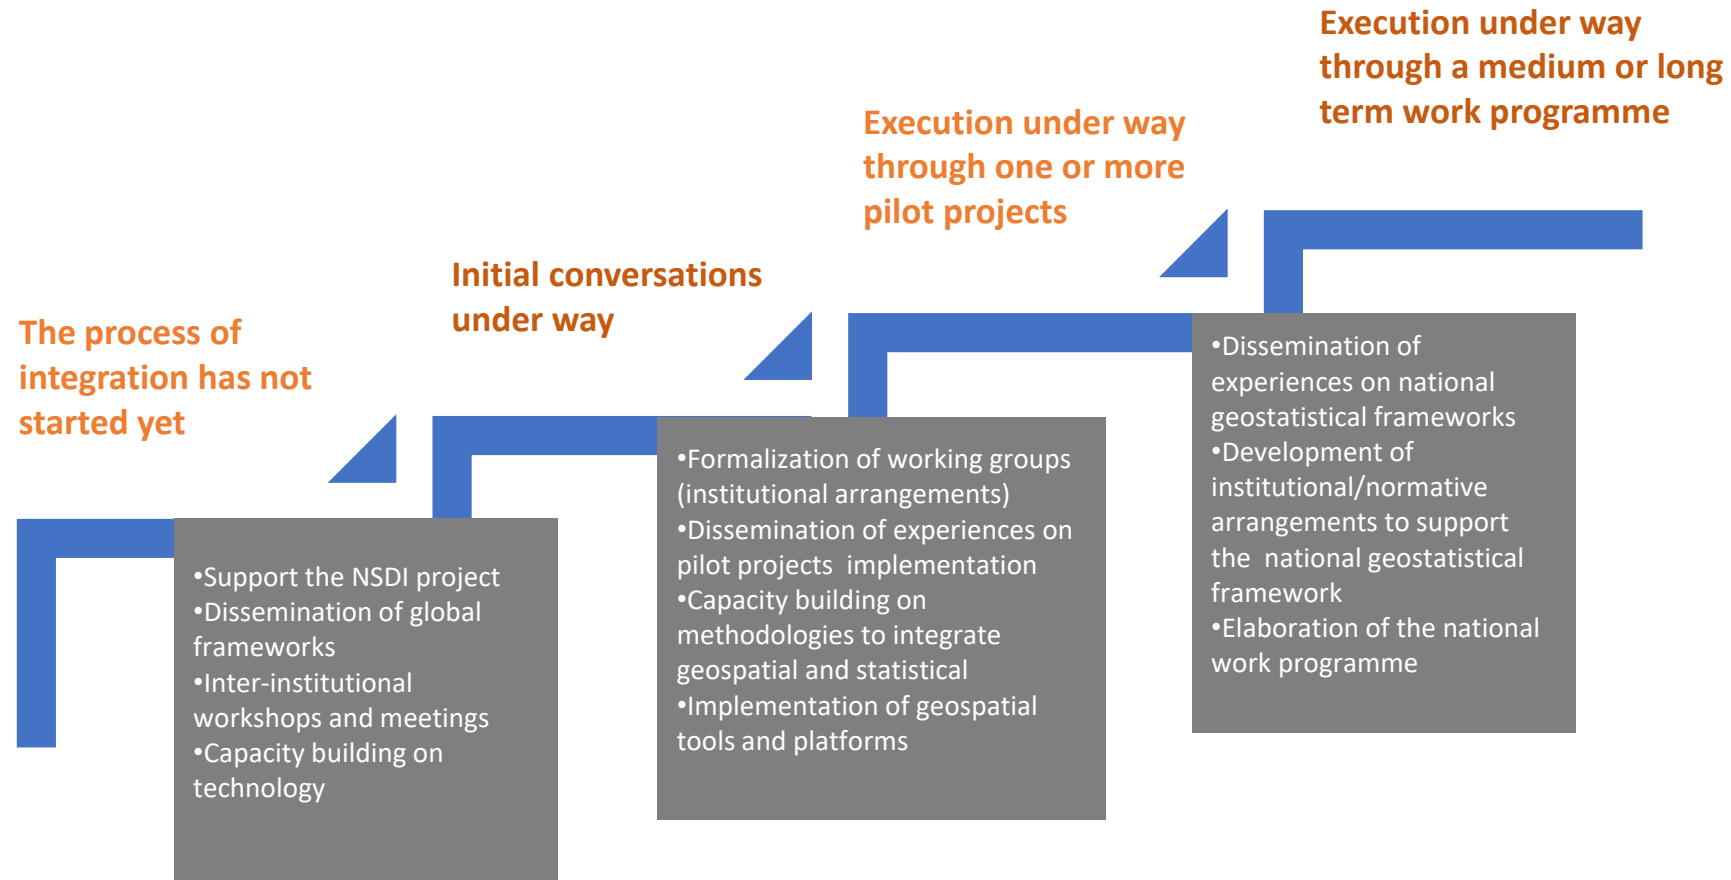 The process of
integration has not
started yet
Initial conversations
under way
Execution under way
through one or more
pilot projects
Execution under way
through a medium or long
term work programme
•Support the NSDI project
•Dissemination of global
frameworks
•Inter-institutional
workshops and meetings
•Capacity building on
technology
•Formalization of working groups
(institutional arrangements)
•Dissemination of experiences on
pilot projects  implementation
•Capacity building on
methodologies to integrate
geospatial and statistical
•Implementation of geospatial
tools and platforms
•Dissemination of
experiences on national
geostatistical frameworks
•Development of
institutional/normative
arrangements to support
the  national geostatistical
framework
•Elaboration of the national
work programme